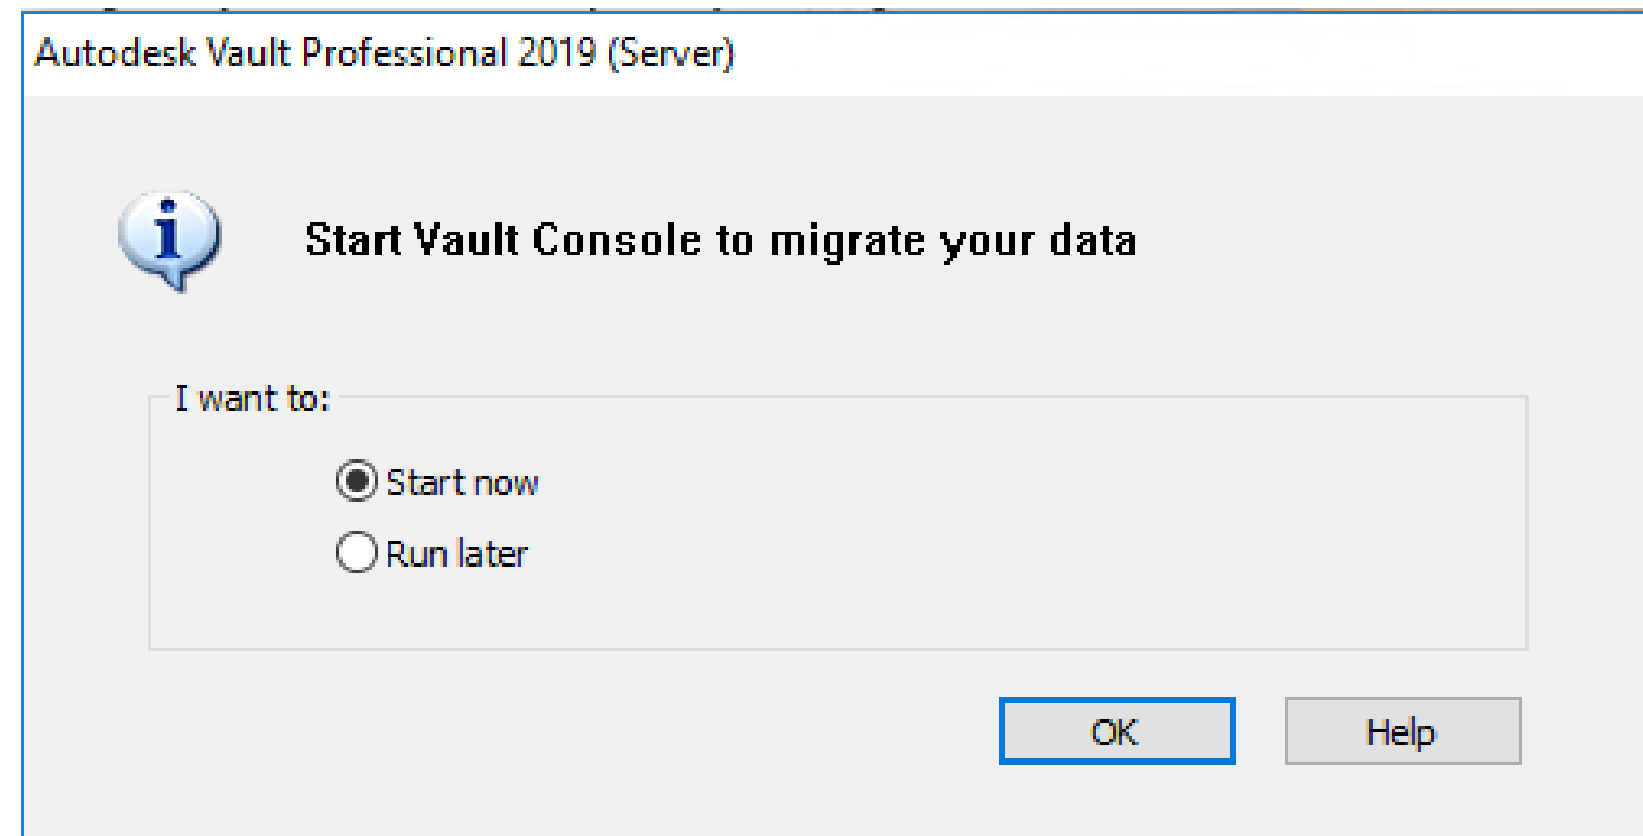 Autodesk Vault Professional 2019 (Server)
Start Vault Console to migrate your data
I want to:
Start now
Run later
OK
Help